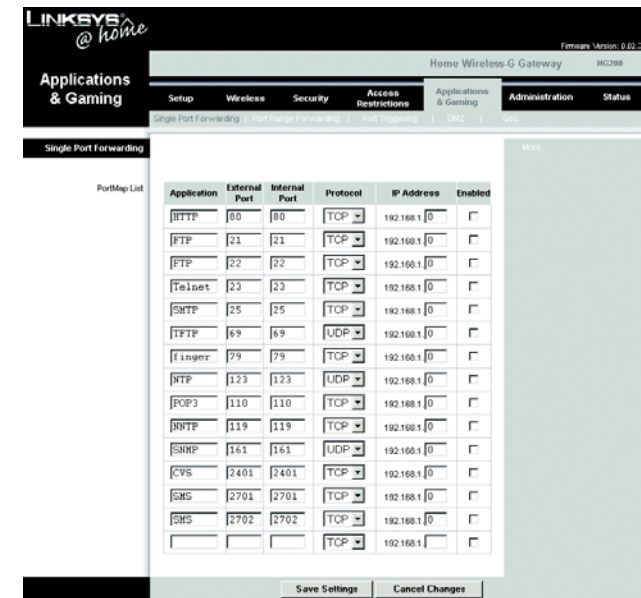 LINKSYS
@ home
Firmware Version: 0.02.
Home Wireless-G Gateway HG200
Applications & Gaming
Setup Wireless Security Access Restrictions Applications & Gaming Administration Status
Single Port Forwarding | Port Range Forwarding | Port Triggering | DMZ | QoS
Single Port Forwarding
More...
PortMap List
Application External Port Internal Port Protocol IP Address Enabled
HTTP 80 80 TCP 192.168.1. 0
FTP 21 21 TCP 192.168.1. 0
FTP 22 22 TCP 192.168.1. 0
Telnet 23 23 TCP 192.168.1. 0
SMTP 25 25 TCP 192.168.1. 0
TFTP 69 69 UDP 192.168.1. 0
finger 79 79 TCP 192.168.1. 0
NTP 123 123 UDP 192.168.1. 0
POP3 110 110 TCP 192.168.1. 0
NNTP 119 119 TCP 192.168.1. 0
SNMP 161 161 UDP 192.168.1. 0
CVS 2401 2401 TCP 192.168.1. 0
SMS 2701 2701 TCP 192.168.1. 0
SMS 2702 2702 TCP 192.168.1. 0
TCP 192.168.1.
Save Settings Cancel Changes